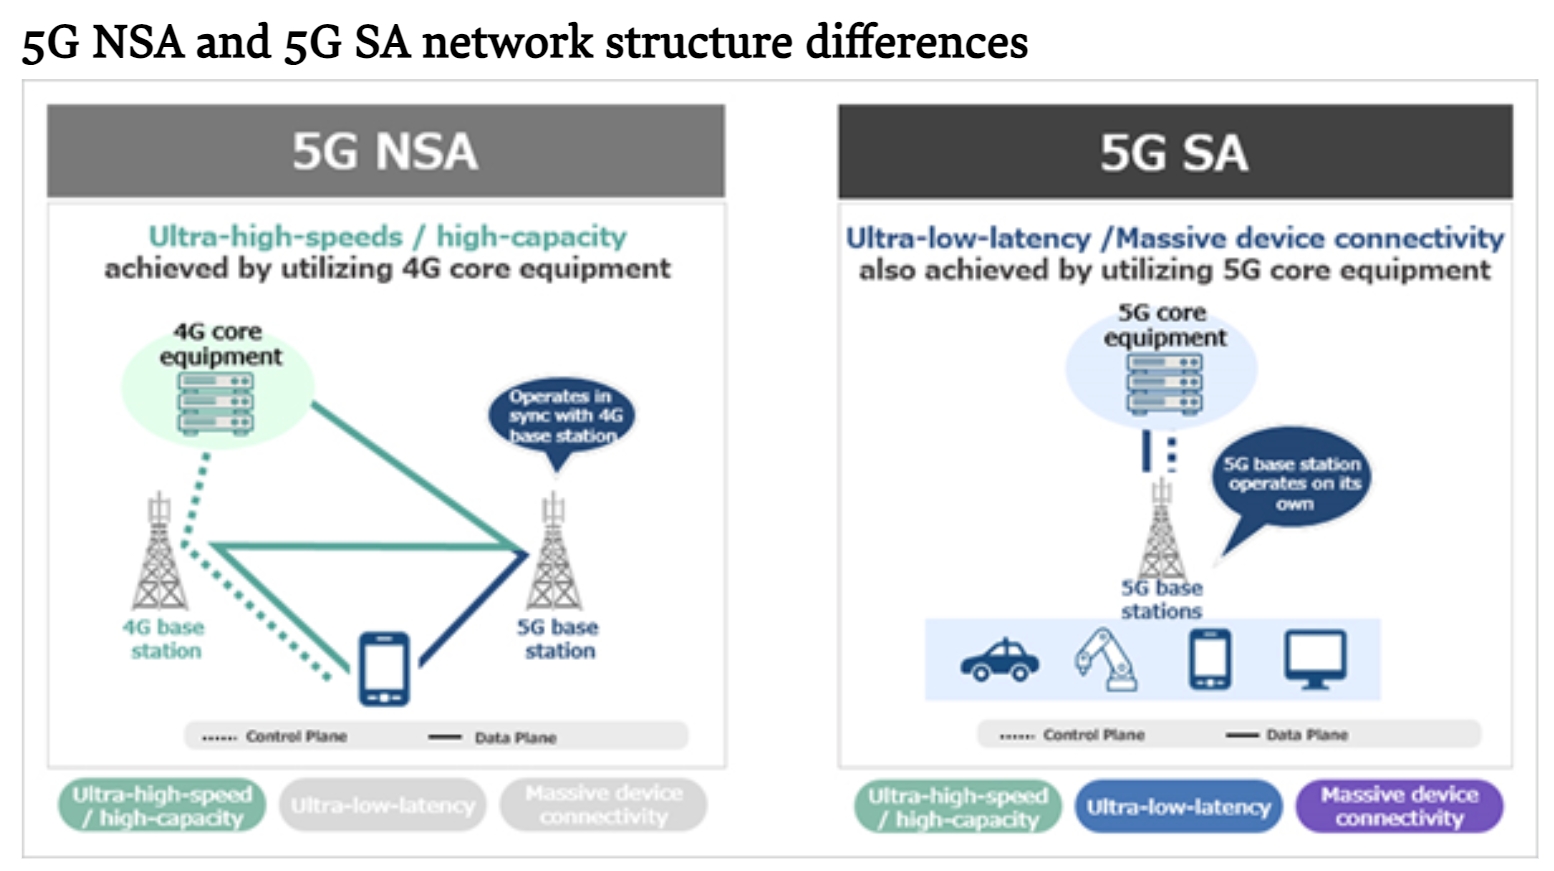 5G NSA and 5G SA network structure differences
5G NSA
Ultra-high-speeds / high-capacity
achieved by utilizing 4G core equipment
4G core
equipment
Operates in
sync with 4G
base station
4G base
station
5G base
station
Control Plane
Data Plane
Ultra-high-speed
/ high-capacity
Ultra-low-latency
Massive device
connectivity
5G SA
Ultra-low-latency /Massive device connectivity
also achieved by utilizing 5G core equipment
5G core
equipment
5G base station
operates on its
own
5G base
stations
Control Plane
Data Plane
Ultra-high-speed
/ high-capacity
Ultra-low-latency
Massive device
connectivity